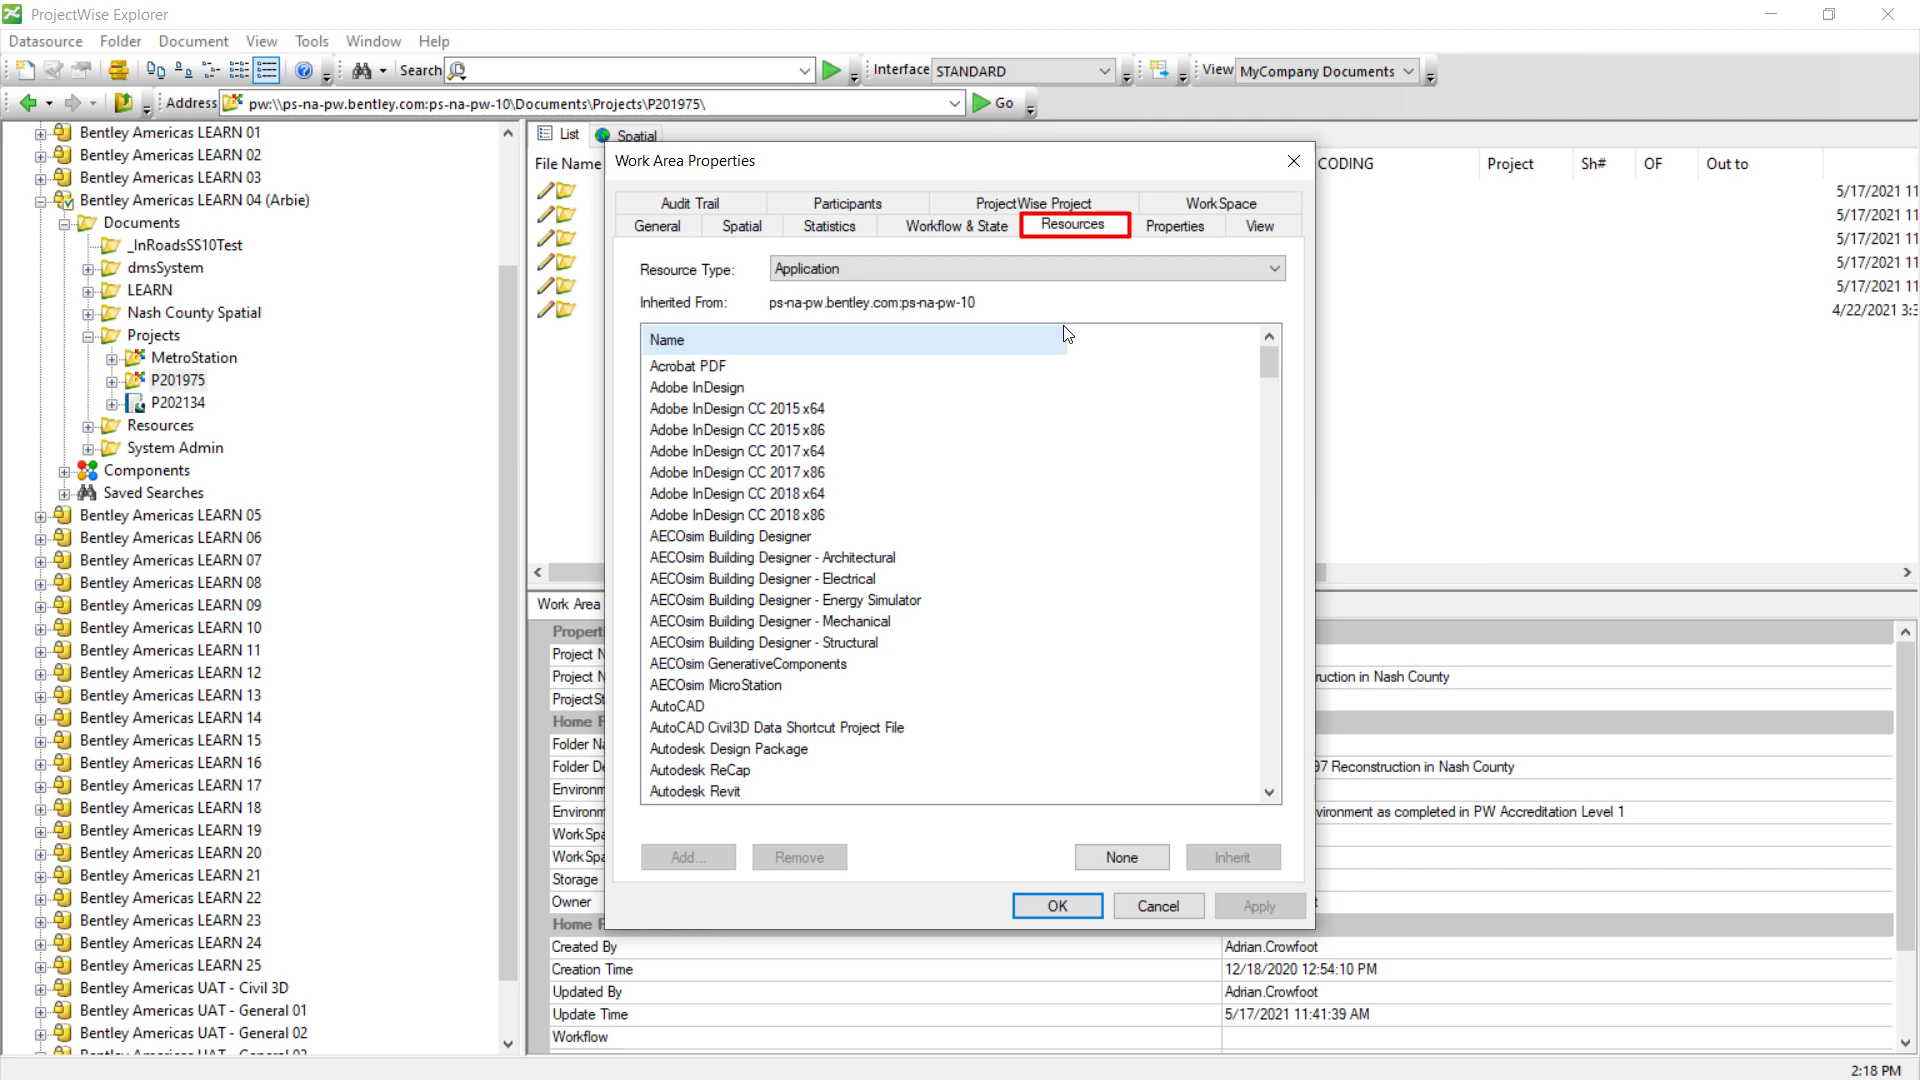 ProjectWise Explorer
Datasource Folder Document View Tools Window Help
Search Interface STANDARD View MyCompany Documents
Address pw:\\ps-na-pw.bentley.com:ps-na-pw-10\Documents\Projects\P201975\ Go
Bentley Americas LEARN 01
Bentley Americas LEARN 02
Bentley Americas LEARN 03
Bentley Americas LEARN 04 (Arbie)
Documents
_InRoadsSS10Test
dmsSystem
LEARN
Nash County Spatial
Projects
MetroStation
P201975
P202134
Resources
System Admin
Components
Saved Searches
Bentley Americas LEARN 05
Bentley Americas LEARN 06
Bentley Americas LEARN 07
Bentley Americas LEARN 08
Bentley Americas LEARN 09
Bentley Americas LEARN 10
Bentley Americas LEARN 11
Bentley Americas LEARN 12
Bentley Americas LEARN 13
Bentley Americas LEARN 14
Bentley Americas LEARN 15
Bentley Americas LEARN 16
Bentley Americas LEARN 17
Bentley Americas LEARN 18
Bentley Americas LEARN 19
Bentley Americas LEARN 20
Bentley Americas LEARN 21
Bentley Americas LEARN 22
Bentley Americas LEARN 23
Bentley Americas LEARN 24
Bentley Americas LEARN 25
Bentley Americas UAT - Civil 3D
Bentley Americas UAT - General 01
Bentley Americas UAT - General 02
List Spatial
File Name CODING Project Sh# OF Out to
5/17/2021 11
5/17/2021 11
5/17/2021 11
5/17/2021 11
5/17/2021 11
4/22/2021 3:3
Work Area Properties
Audit Trail Participants ProjectWise Project WorkSpace
General Spatial Statistics Workflow & State Resources Properties View
Resource Type: Application
Inherited From: ps-na-pw.bentley.com:ps-na-pw-10
Name
Acrobat PDF
Adobe InDesign
Adobe InDesign CC 2015 x64
Adobe InDesign CC 2015 x86
Adobe InDesign CC 2017 x64
Adobe InDesign CC 2017 x86
Adobe InDesign CC 2018 x64
Adobe InDesign CC 2018 x86
AECOsim Building Designer
AECOsim Building Designer - Architectural
AECOsim Building Designer - Electrical
AECOsim Building Designer - Energy Simulator
AECOsim Building Designer - Mechanical
AECOsim Building Designer - Structural
AECOsim GenerativeComponents
AECOsim MicroStation
AutoCAD
AutoCAD Civil3D Data Shortcut Project File
Autodesk Design Package
Autodesk ReCap
Autodesk Revit
Add... Remove None Inherit
OK Cancel Apply
Work Area
Properti
Project N
Project N ruction in Nash County
ProjectSt
Home F
Folder Na
Folder De 97 Reconstruction in Nash County
Environm
Environm vironment as completed in PW Accreditation Level 1
WorkSpa
WorkSpa
Storage
Owner
Home F
Created By Adrian.Crowfoot
Creation Time 12/18/2020 12:54:10 PM
Updated By Adrian.Crowfoot
Update Time 5/17/2021 11:41:39 AM
Workflow
2:18 PM